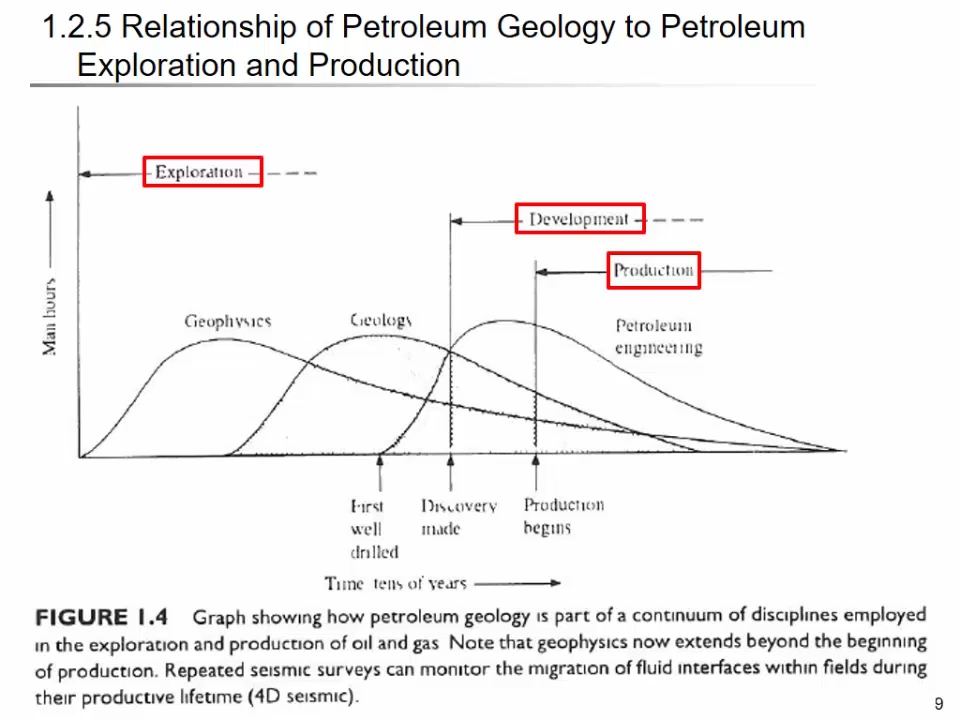 1.2.5 Relationship of Petroleum Geology to Petroleum
Exploration and Production
Exploration
Development
Production
Man hours
Geophysics
Geology
Petroleum
engineering
First
well
drilled
Discovery
made
Production
begins
Time tens of years
FIGURE 1.4 Graph showing how petroleum geology is part of a continuum of disciplines employed
in the exploration and production of oil and gas Note that geophysics now extends beyond the beginning
of production. Repeated seismic surveys can monitor the migration of fluid interfaces within fields during
their productive lifetime (4D seismic).
9